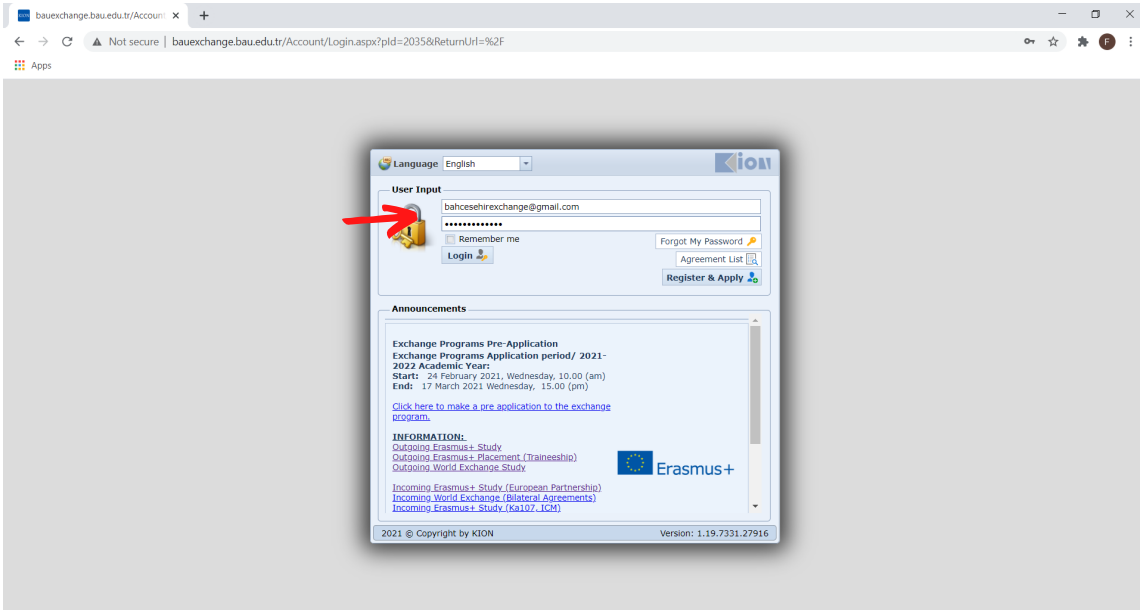 bauexchange.bau.edu.tr/Account
Not secure | bauexchange.bau.edu.tr/Account/Login.aspx?pId=2035&ReturnUrl=%2F
F
Apps
Language English
Kion
User Input
bahcesehirexchange@gmail.com
•••••••••••••
Remember me
Forgot My Password
Login
Agreement List
Register & Apply
Announcements
Exchange Programs Pre-Application
Exchange Programs Application period/ 2021-
2022 Academic Year:
Start: 24 February 2021, Wednesday, 10.00 (am)
End: 17 March 2021 Wednesday, 15.00 (pm)
Click here to make a pre application to the exchange
program.
INFORMATION:
Outgoing Erasmus+ Study
Outgoing Erasmus+ Placement (Traineeship)
Outgoing World Exchange Study
Erasmus+
Incoming Erasmus+ Study (European Partnership)
Incoming World Exchange (Bilateral Agreements)
Incoming Erasmus+ Study (Ka107, ICM)
2021 © Copyright by KION
Version: 1.19.7331.27916